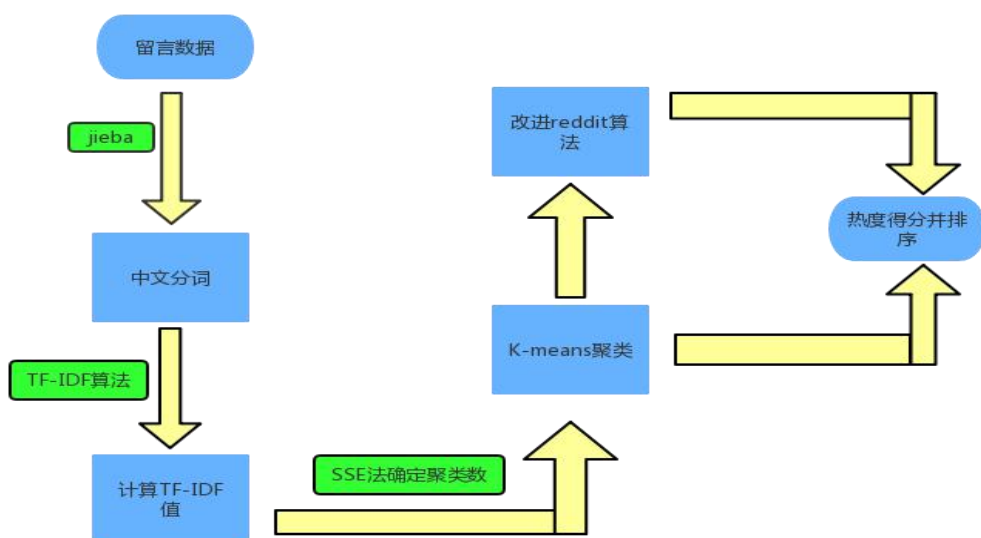 留言数据
jieba
中文分词
TF-IDF算法
计算TF-IDF
值
SSE法确定聚类数
K-means聚类
改进reddit算
法
热度得分并排
序